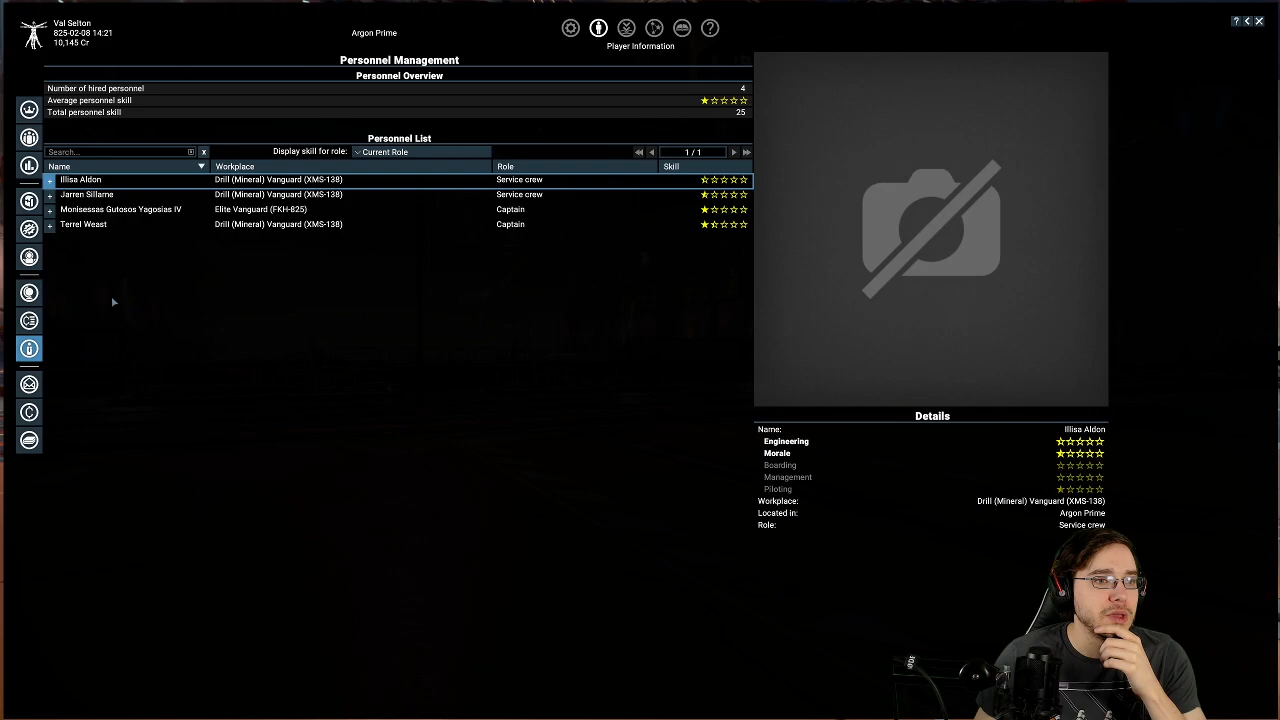 Val Selton
825-02-08 14:21
10,145 Cr
Argon Prime
Player Information
Personnel Management
Personnel Overview
Number of hired personnel 4
Average personnel skill
Total personnel skill 25
Personnel List
Search... x Display skill for role: Current Role 1 / 1
Name Workplace Role Skill
Illisa Aldon Drill (Mineral) Vanguard (XMS-138) Service crew
Jarren Sillame Drill (Mineral) Vanguard (XMS-138) Service crew
Monisessas Gutosos Yagosias IV Elite Vanguard (FKH-825) Captain
Terrel Weast Drill (Mineral) Vanguard (XMS-138) Captain
Details
Name: Illisa Aldon
Engineering
Morale
Boarding
Management
Piloting
Workplace: Drill (Mineral) Vanguard (XMS-138)
Located in: Argon Prime
Role: Service crew